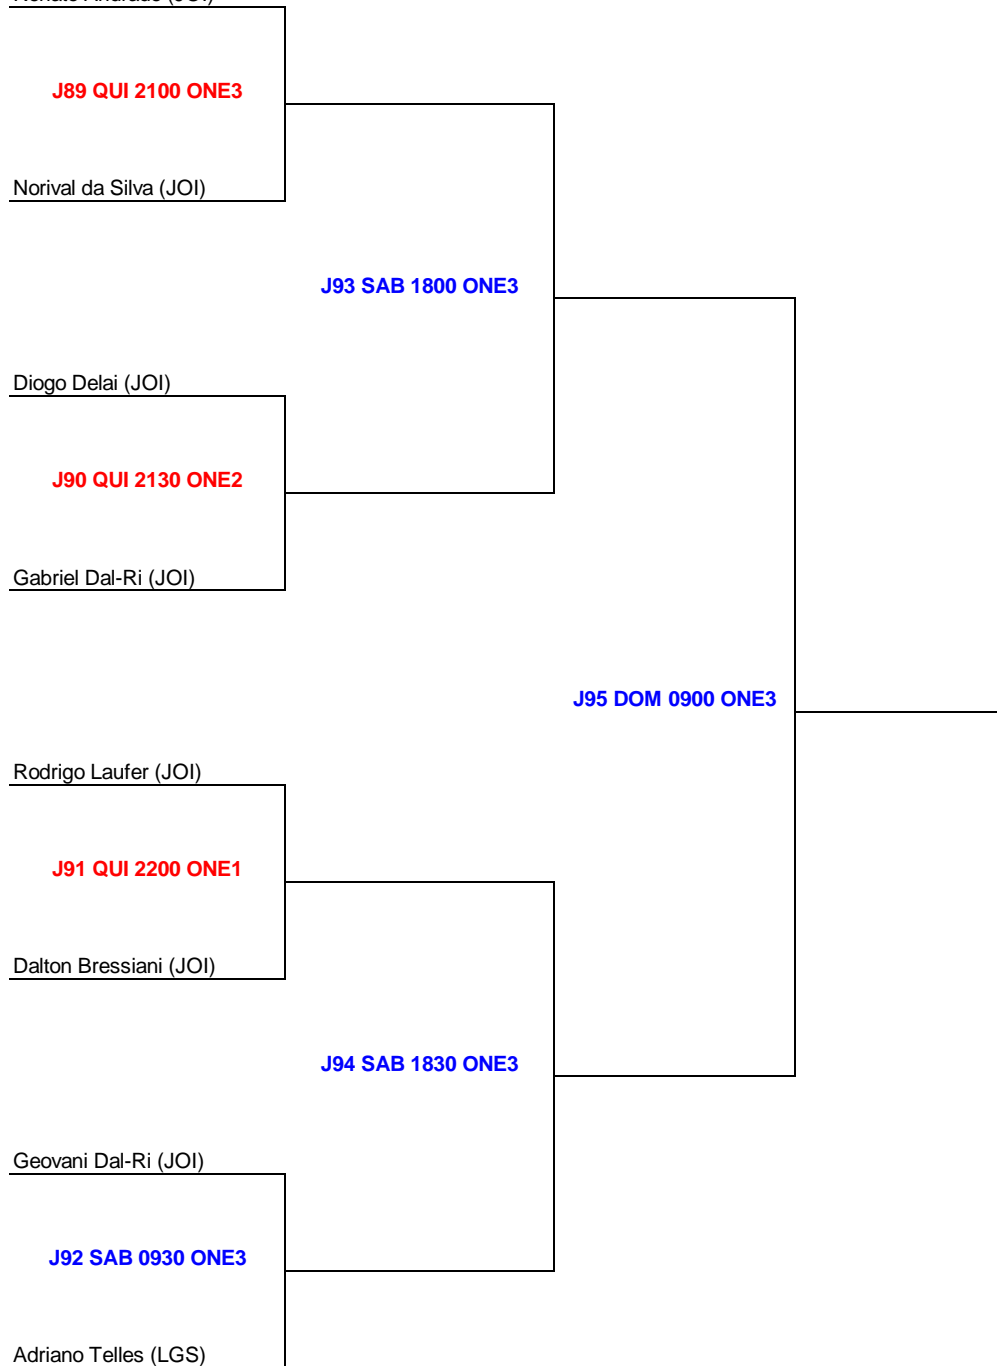 J89 QUI 2100 ONE3
Norival da Silva (JOI)
J93 SAB 1800 ONE3
Diogo Delai (JOI)
J90 QUI 2130 ONE2
Gabriel Dal-Ri (JOI)
J95 DOM 0900 ONE3
Rodrigo Laufer (JOI)
J91 QUI 2200 ONE1
Dalton Bressiani (JOI)
J94 SAB 1830 ONE3
Geovani Dal-Ri (JOI)
J92 SAB 0930 ONE3
Adriano Telles (LGS)